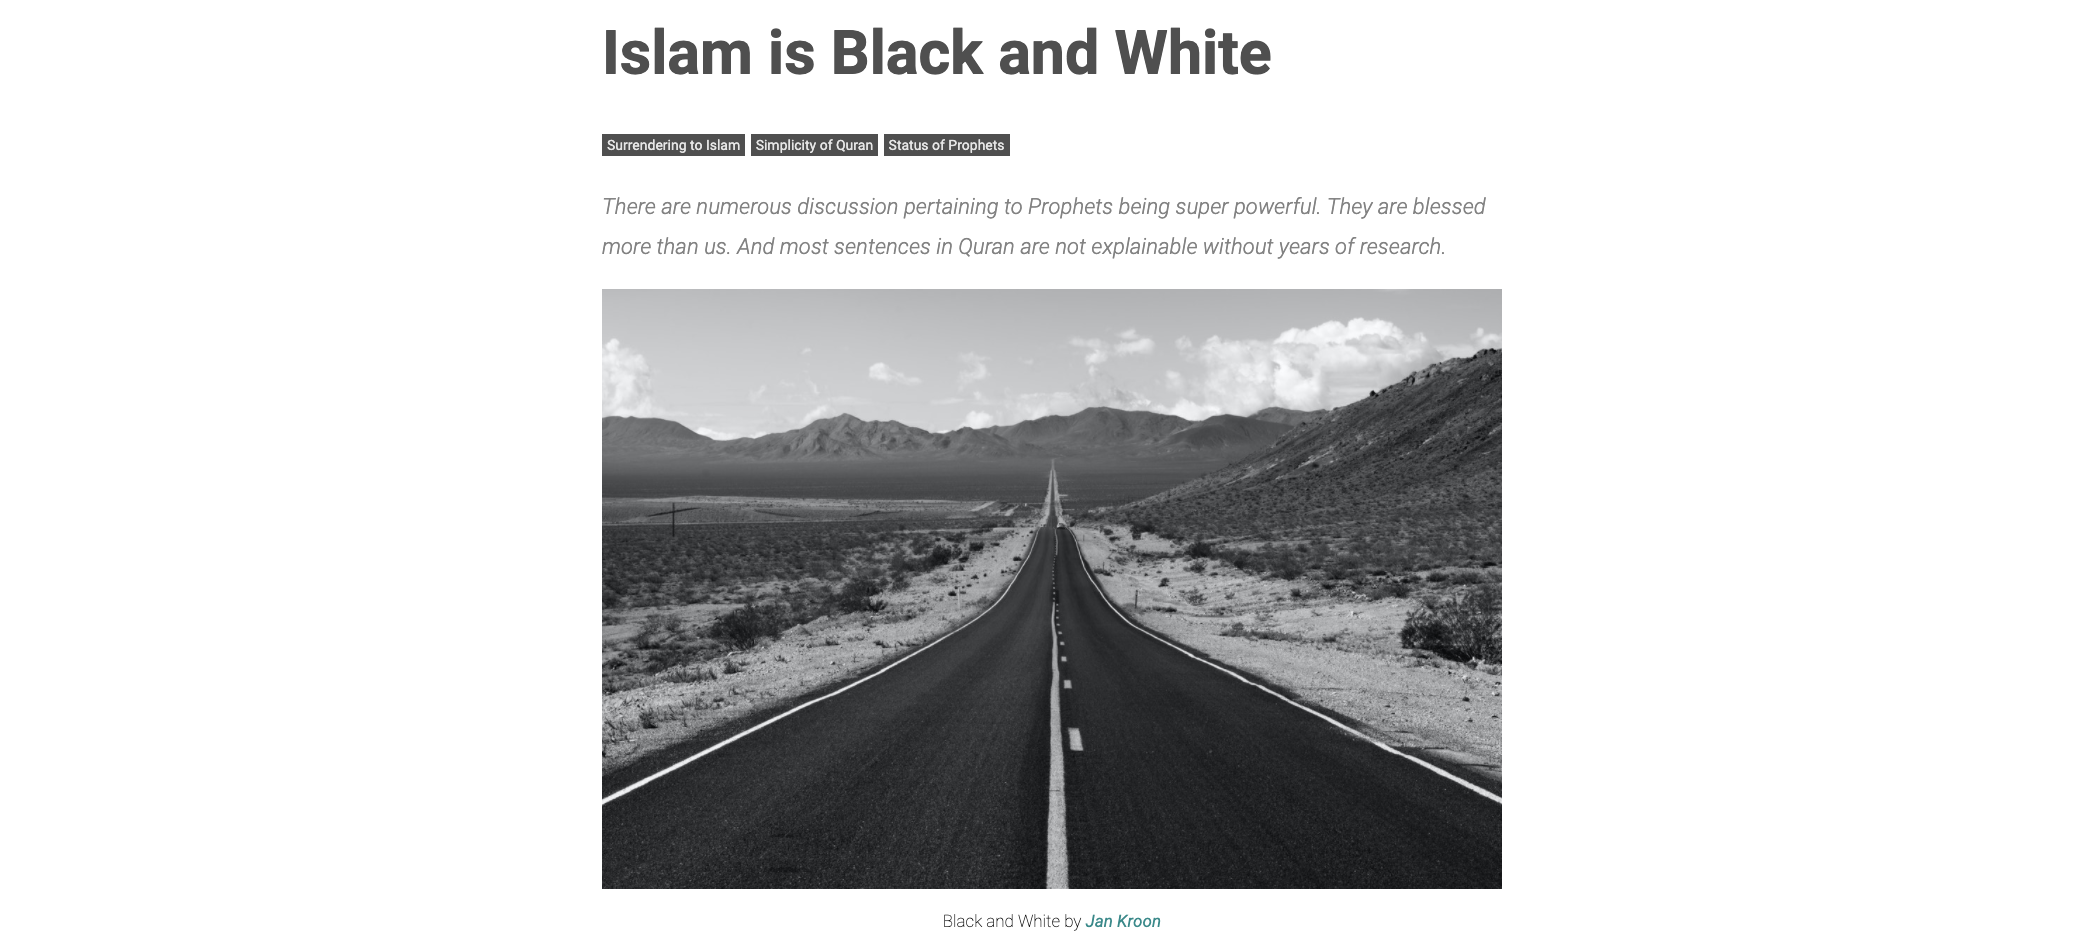 Islam is Black and White
Surrendering to Islam Simplicity of Quran Status of Prophets
There are numerous discussion pertaining to Prophets being super powerful. They are blessed
more than us. And most sentences in Quran are not explainable without years of research.
Black and White by Jan Kroon